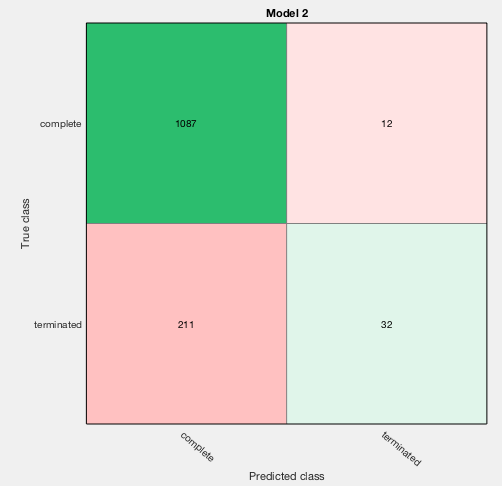 Model 2
complete
1087
12
True class
terminated
211
32
complete
terminated
Predicted class